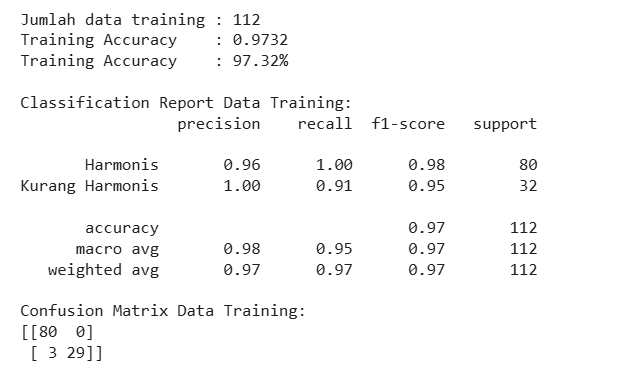 Jumlah data training : 112
Training Accuracy    : 0.9732
Training Accuracy    : 97.32%
Classification Report Data Training:
                 precision    recall  f1-score   support
       Harmonis       0.96      1.00      0.98        80
Kurang Harmonis       1.00      0.91      0.95        32
       accuracy                           0.97       112
      macro avg       0.98      0.95      0.97       112
   weighted avg       0.97      0.97      0.97       112
Confusion Matrix Data Training:
[[80  0]
 [ 3 29]]